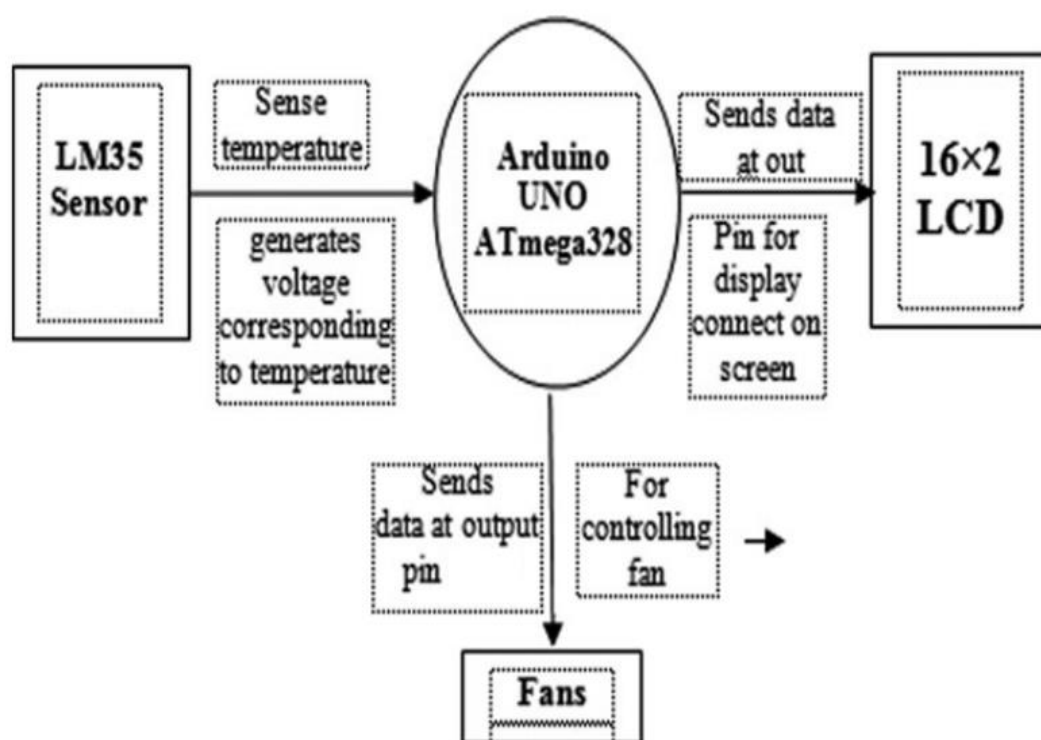 LM35
Sensor
Sense
temperature
generates
voltage
corresponding
to temperature
Arduino
UNO
ATmega328
Sends data
at out
Pin for
display
connect on
screen
16×2
LCD
Sends
data at output
pin
For
controlling
fan
Fans